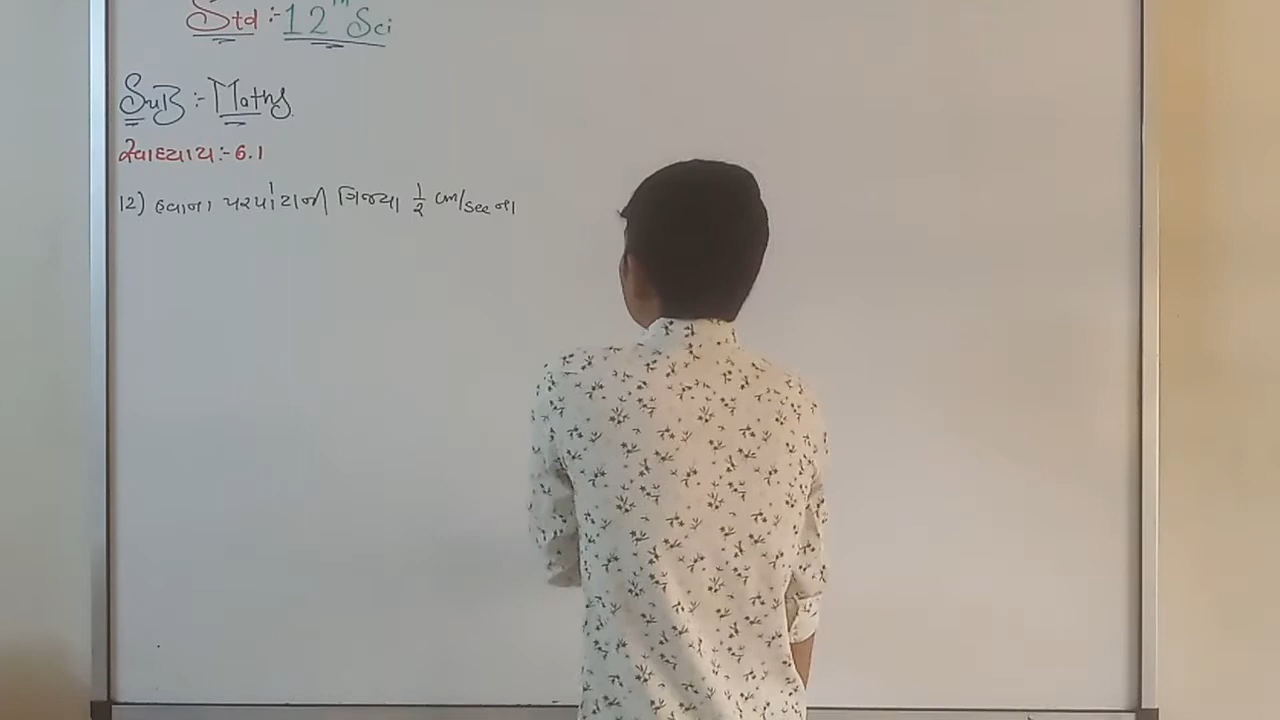 Std :- 12th Sci
SuB :- Maths
સ્વાધ્યાય :- 6.1
12) હવાના પરપોટાની ત્રિજ્યા 1/2 cm/sec ના